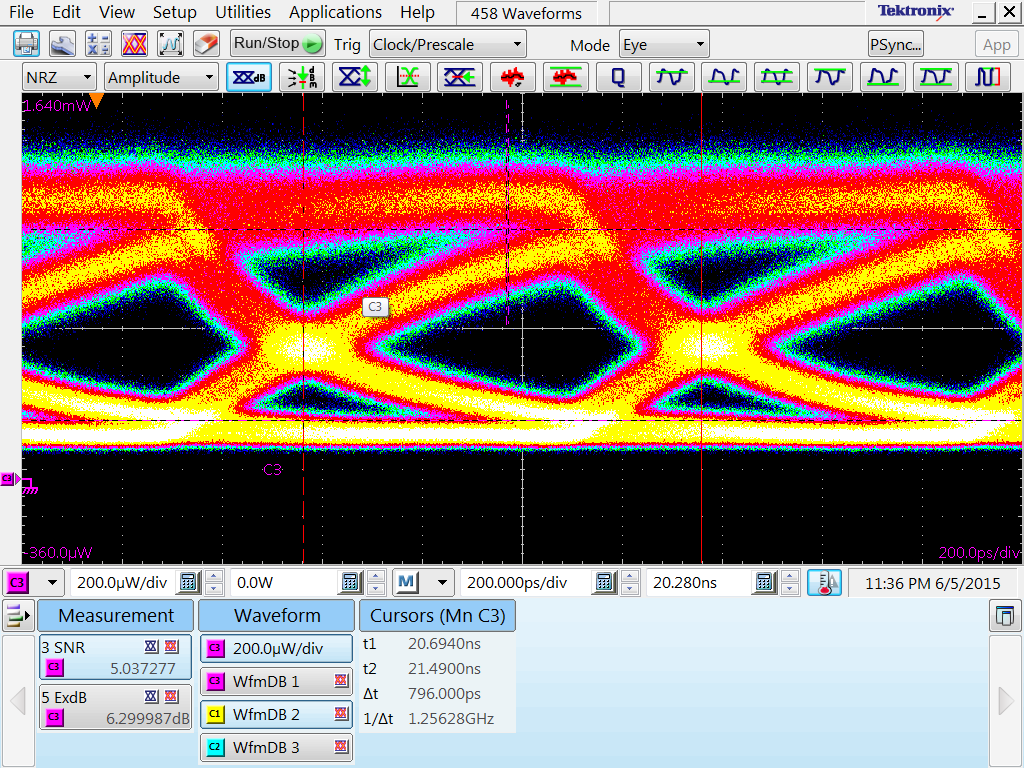 File Edit View Setup Utilities Applications Help 458 Waveforms Tektronix
Run/Stop Trig Clock/Prescale Mode Eye PSync... App
NRZ Amplitude dB dBm Q
1.640mW
C3
C3
C3
-360.0µW 200.0ps/div
C3 200.0µW/div 0.0W M 200.000ps/div 20.280ns 11:36 PM 6/5/2015
Measurement Waveform Cursors (Mn C3)
3 SNR
C3 5.037277
5 ExdB
C3 6.299987dB
C3 200.0µW/div
C3 WfmDB 1
C1 WfmDB 2
C2 WfmDB 3
t1 20.6940ns
t2 21.4900ns
Δt 796.000ps
1/Δt 1.25628GHz